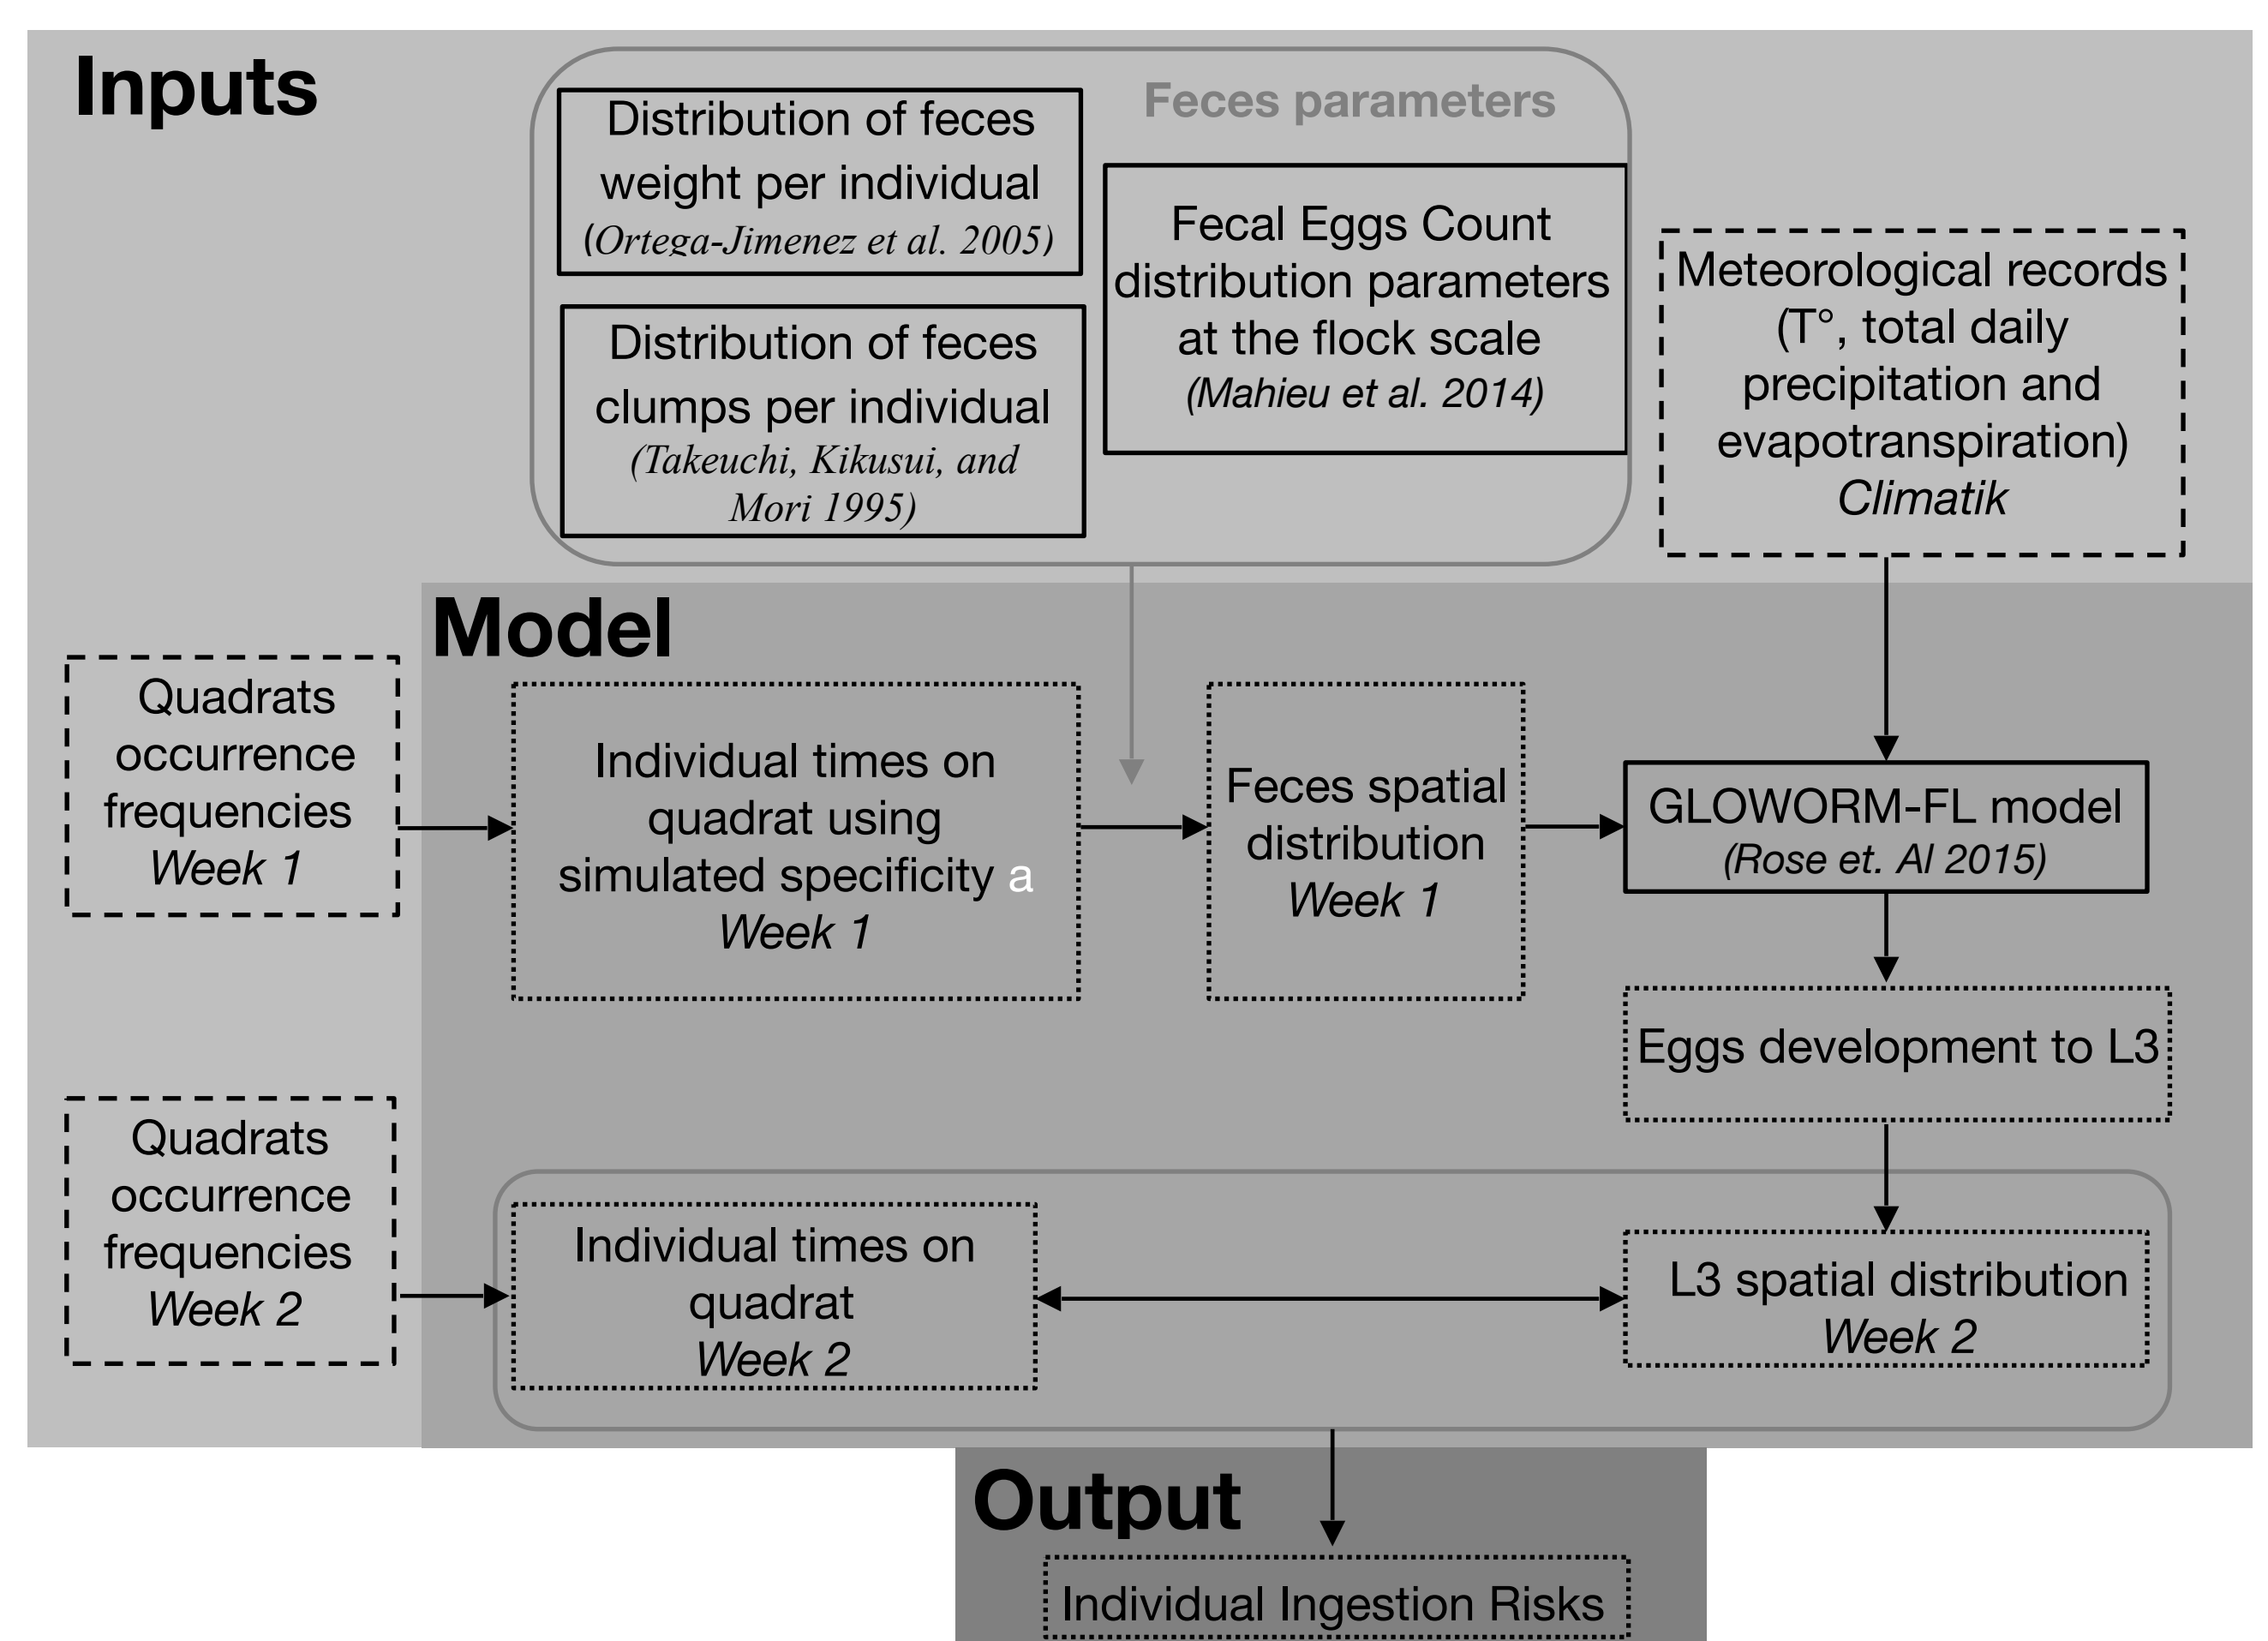 Inputs
Feces parameters
Distribution of feces
weight per individual
(Ortega-Jimenez et al. 2005)
Distribution of feces
clumps per individual
(Takeuchi, Kikusui, and
Mori 1995)
Fecal Eggs Count
distribution parameters
at the flock scale
(Mahieu et al. 2014)
Meteorological records
(T°, total daily
precipitation and
evapotranspiration)
Climatik
Model
Quadrats
occurrence
frequencies
Week 1
Individual times on
quadrat using
simulated specificity a
Week 1
Feces spatial
distribution
Week 1
GLOWORM-FL model
(Rose et. Al 2015)
Eggs development to L3
Quadrats
occurrence
frequencies
Week 2
Individual times on
quadrat
Week 2
L3 spatial distribution
Week 2
Output
Individual Ingestion Risks